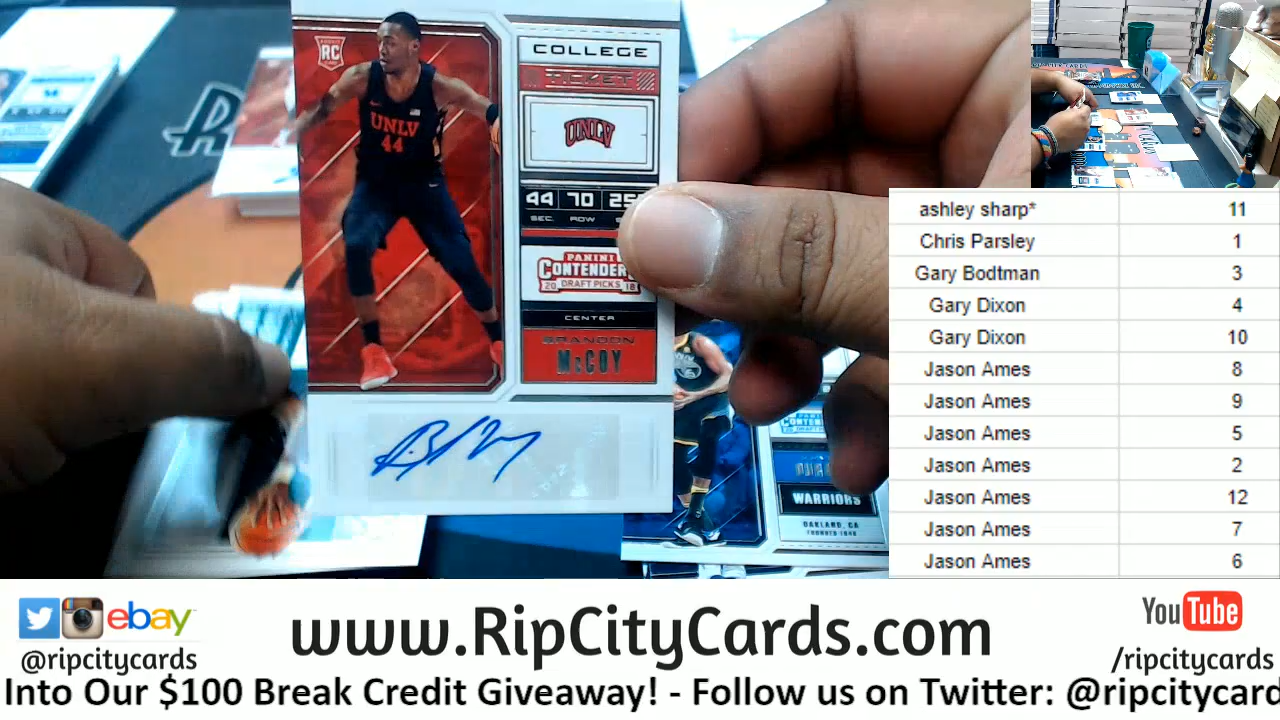 RC
UNLV
44
COLLEGE
TICKET
UNLV
44 70 25
SEC. ROW
PANINI
CONTENDERS
20 DRAFT PICKS 18
CENTER
BRANDON
McCOY
WARRIORS
OAKLAND, CA
FOUNDED 1946
ashley sharp* 11
Chris Parsley 1
Gary Bodtman 3
Gary Dixon 4
Gary Dixon 10
Jason Ames 8
Jason Ames 9
Jason Ames 5
Jason Ames 2
Jason Ames 12
Jason Ames 7
Jason Ames 6
ebay
@ripcitycards
www.RipCityCards.com
YouTube
/ripcitycards
Into Our $100 Break Credit Giveaway! - Follow us on Twitter: @ripcitycard